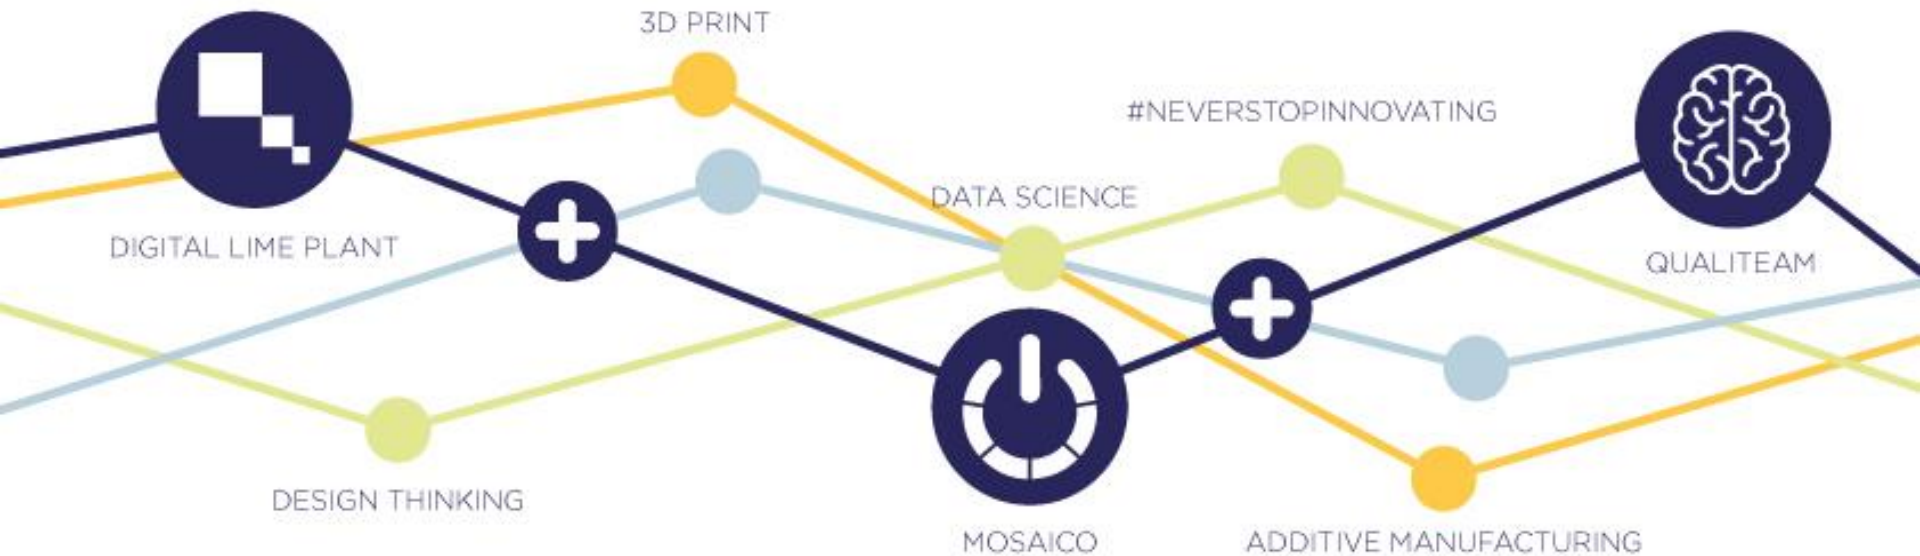 3D PRINT
#NEVERSTOPINNOVATING
DATA SCIENCE
DIGITAL LIME PLANT
QUALITEAM
DESIGN THINKING
MOSAICO
ADDITIVE MANUFACTURING